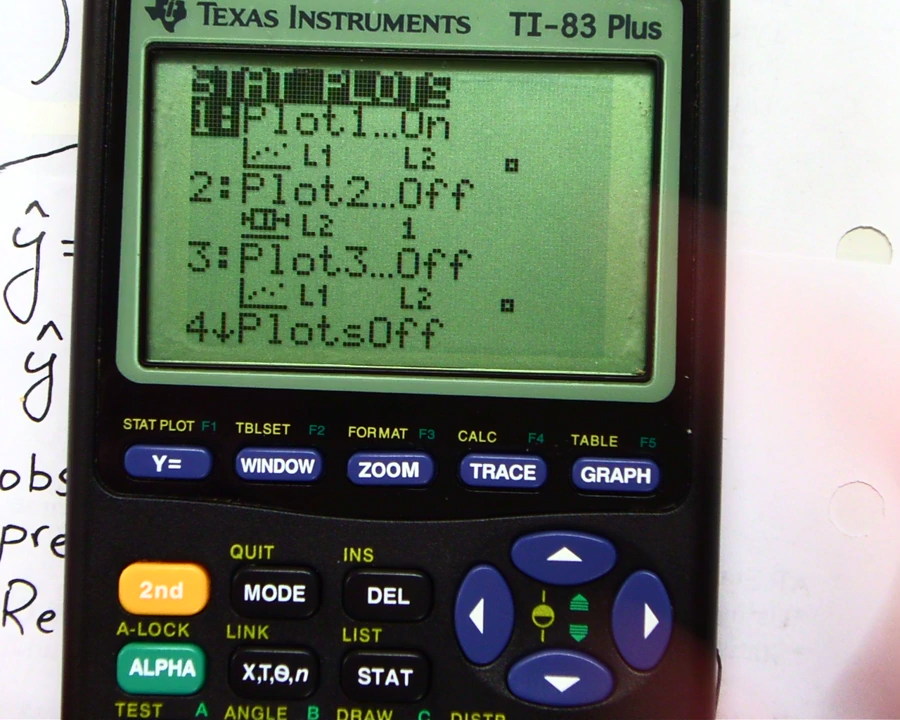 TEXAS INSTRUMENTS TI-83 Plus
STAT PLOTS
1:Plot1…On
L1 L2
2:Plot2…Off
L2 1
3:Plot3…Off
L1 L2
4↓PlotsOff
STAT PLOT F1 TBLSET F2 FORMAT F3 CALC F4 TABLE F5
Y= WINDOW ZOOM TRACE GRAPH
QUIT INS
2nd MODE DEL
A-LOCK LINK LIST
ALPHA X,T,Θ,n STAT
TEST A ANGLE B DRAW C DISTR
ŷ=
ŷ
obs
pre
Re